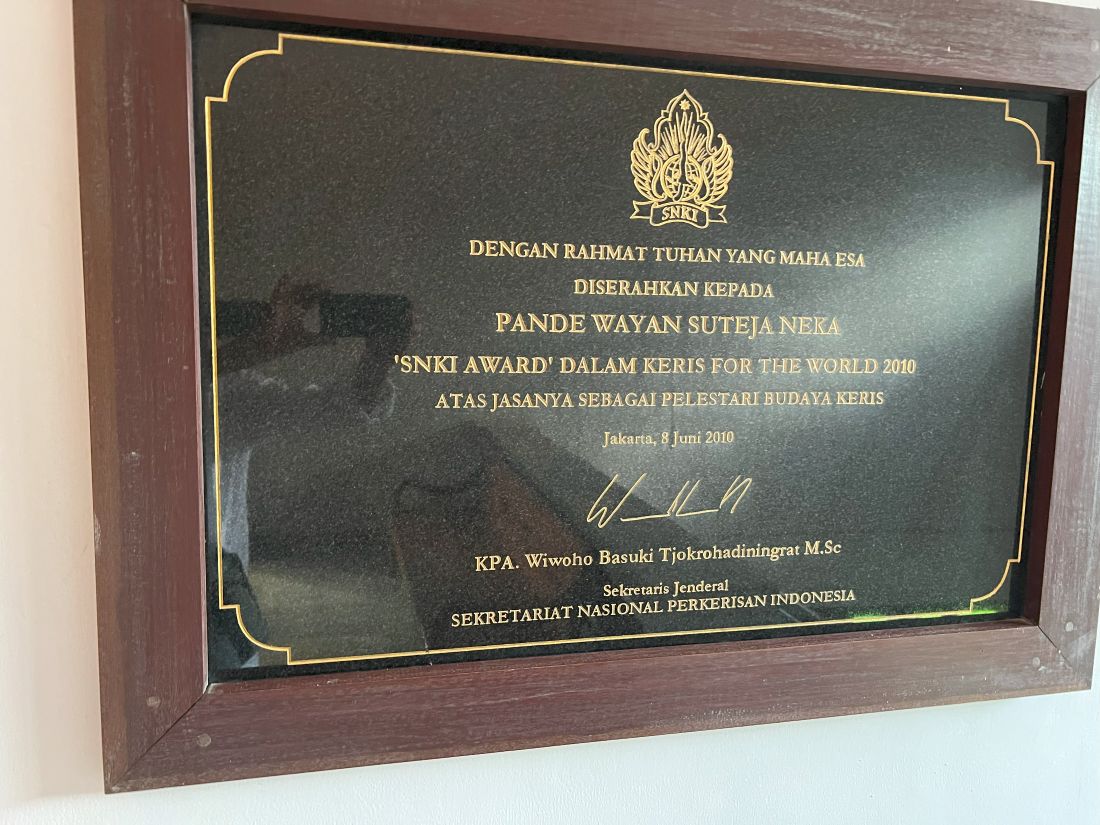 SNKI
DENGAN RAHMAT TUHAN YANG MAHA ESA
DISERAHKAN KEPADA
PANDE WAYAN SUTEJA NEKA
'SNKI AWARD' DALAM KERIS FOR THE WORLD 2010
ATAS JASANYA SEBAGAI PELESTARI BUDAYA KERIS
Jakarta, 8 Juni 2010
KPA. Wiwoho Basuki Tjokrohadiningrat M.Sc
Sekretaris Jenderal
SEKRETARIAT NASIONAL PERKERISAN INDONESIA